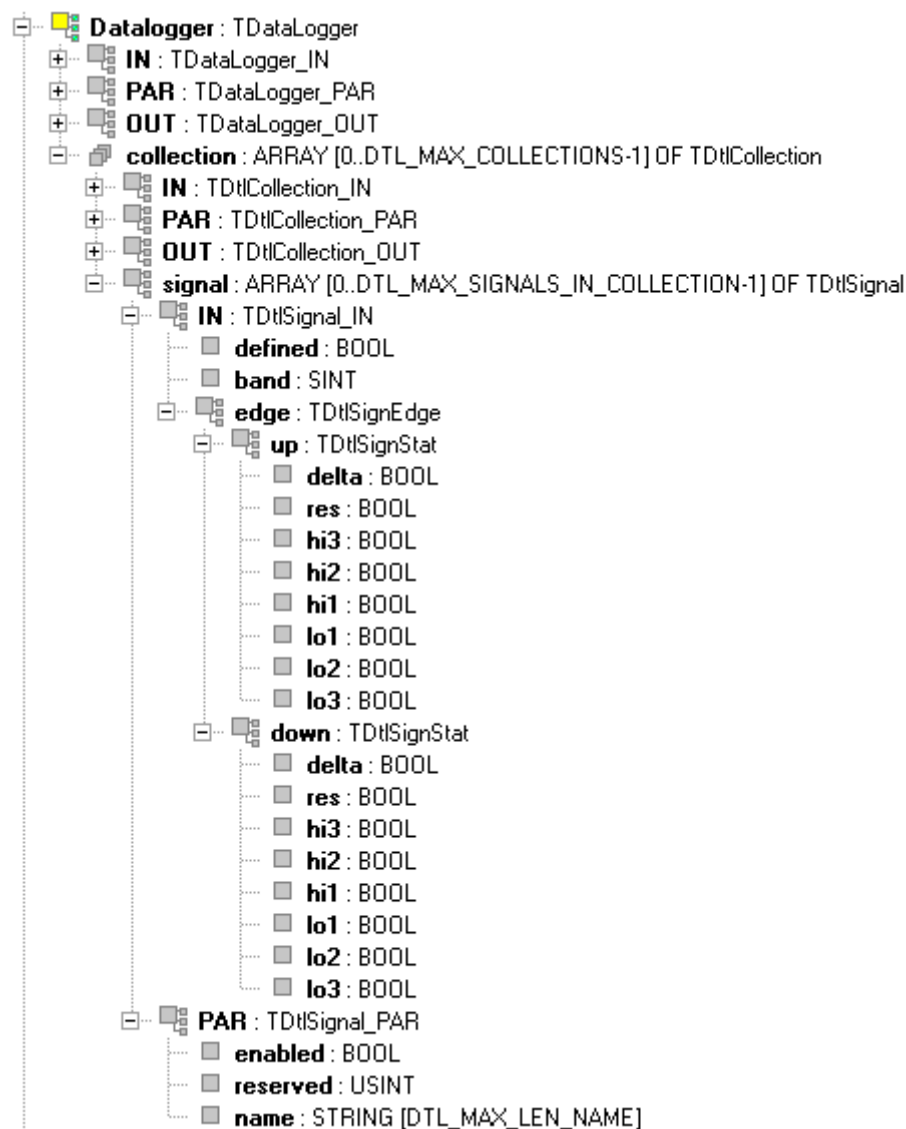 Datalogger : TDataLogger
IN : TDataLogger_IN
PAR : TDataLogger_PAR
OUT : TDataLogger_OUT
collection : ARRAY [0..DTL_MAX_COLLECTIONS-1] OF TDtlCollection
IN : TDtlCollection_IN
PAR : TDtlCollection_PAR
OUT : TDtlCollection_OUT
signal : ARRAY [0..DTL_MAX_SIGNALS_IN_COLLECTION-1] OF TDtlSignal
IN : TDtlSignal_IN
defined : BOOL
band : SINT
edge : TDtlSignEdge
up : TDtlSignStat
delta : BOOL
res : BOOL
hi3 : BOOL
hi2 : BOOL
hi1 : BOOL
lo1 : BOOL
lo2 : BOOL
lo3 : BOOL
down : TDtlSignStat
delta : BOOL
res : BOOL
hi3 : BOOL
hi2 : BOOL
hi1 : BOOL
lo1 : BOOL
lo2 : BOOL
lo3 : BOOL
PAR : TDtlSignal_PAR
enabled : BOOL
reserved : USINT
name : STRING [DTL_MAX_LEN_NAME]